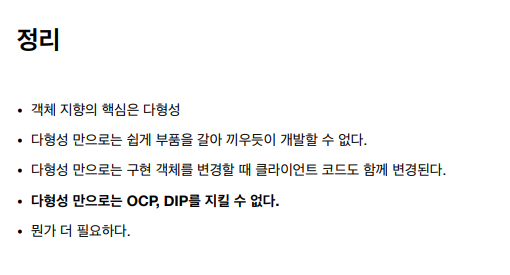 정리
• 객체 지향의 핵심은 다형성
• 다형성 만으로는 쉽게 부품을 갈아 끼우듯이 개발할 수 없다.
• 다형성 만으로는 구현 객체를 변경할 때 클라이언트 코드도 함께 변경된다.
• 다형성 만으로는 OCP, DIP를 지킬 수 없다.
• 뭔가 더 필요하다.